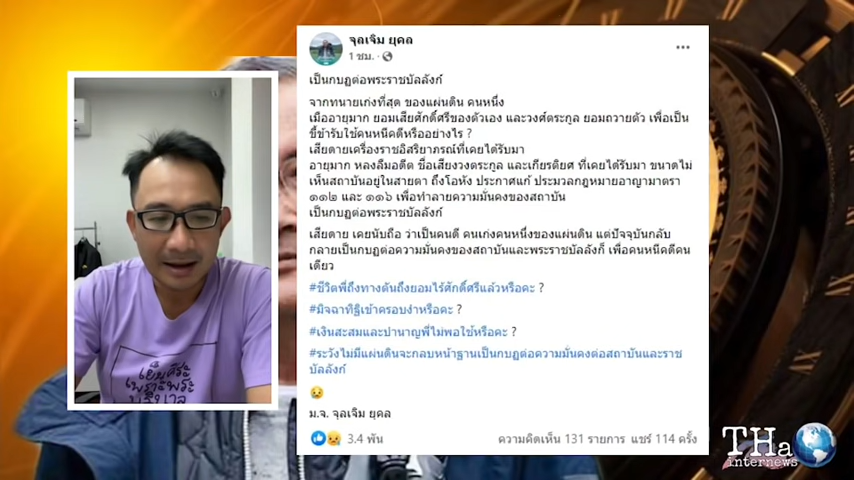 จุลเจิม ยุคล
1 ชม. ·
เป็นกบฏต่อพระราชบัลลังก์
จากทนายเก่งที่สุด ของแผ่นดิน คนหนึ่ง
เมื่ออายุมาก ยอมเสียศักดิ์ศรีของตัวเอง และวงศ์ตระกูล ยอมถวายตัว เพื่อเป็น
ขี้ข้ารับใช้คนหนีคดีหรืออย่างไร ?
เสียดายเครื่องราชอิสริยาภรณ์ที่เคยได้รับมา
อายุมาก หลงลืมอดีต ชื่อเสียงวงตระกูล และเกียรติยศ ที่เคยได้รับมา ขนาดไม่
เห็นสถาบันอยู่ในสายตา ถึงโอหัง ประกาศแก้ ประมวลกฎหมายอาญามาตรา
๑๑๒ และ ๑๑๖ เพื่อทำลายความมั่นคงของสถาบัน
เป็นกบฏต่อพระราชบัลลังก์
เสียดาย เคยนับถือ ว่าเป็นคนดี คนเก่งคนหนึ่งของแผ่นดิน แต่ปัจจุบันกลับ
กลายเป็นกบฏต่อความมั่นคงของสถาบันและพระราชบัลลังก์ เพื่อคนหนีคดีคน
เดียว
#ชีวิตพี่ถึงทางตันถึงยอมไร้ศักดิ์ศรีแล้วหรือคะ ?
#มิจฉาทิฐิเข้าครอบงำหรือคะ ?
#เงินสะสมและบำนาญพี่ไม่พอใช้หรือคะ ?
#ระวังไม่มีแผ่นดินจะกลบหน้าฐานเป็นกบฏต่อความมั่นคงต่อสถาบันและราช
บัลลังก์
ม.จ. จุลเจิม ยุคล
3.4 พัน
ความคิดเห็น 131 รายการ แชร์ 114 ครั้ง
เย็นศิระ
เพราะพระ
บริบาล
THa
internews